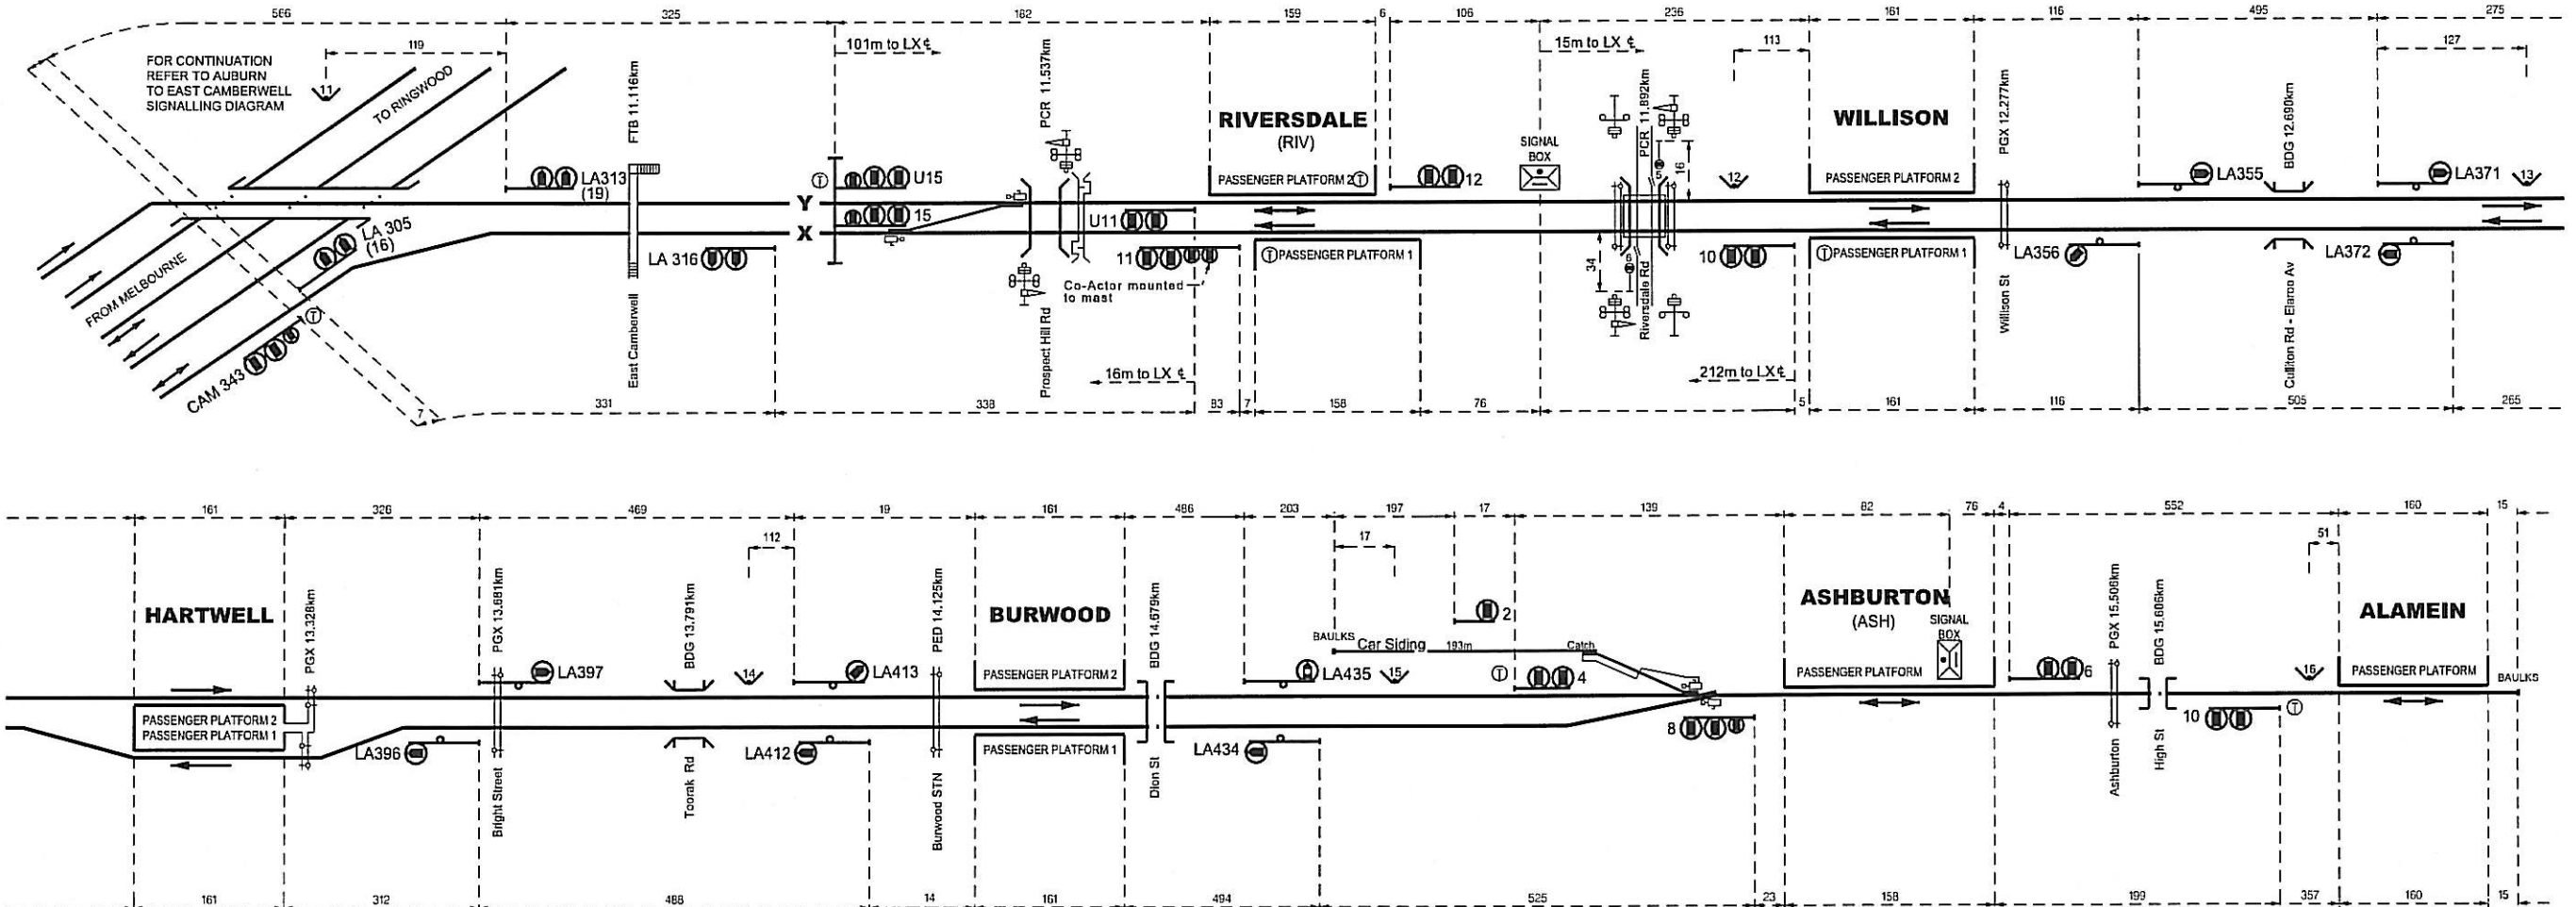 566
325
162
159
6
106
236
161
116
495
275
FOR CONTINUATION
REFER TO AUBURN
TO EAST CAMBERWELL
SIGNALLING DIAGRAM
119
11
TO RINGWOOD
FTB 11.116km
101m to LX ℄
PCR 11.537km
RIVERSDALE
(RIV)
15m to LX ℄
113
PCR 11.892km
WILLISON
PGX 12.277km
BDG 12.690km
127
LA313
(19)
T
U15
PASSENGER PLATFORM 2
T
12
SIGNAL
BOX
5
16
12
PASSENGER PLATFORM 2
LA355
LA371
13
Y
15
X
U11
LA 305
(16)
LA 316
11
T
PASSENGER PLATFORM 1
Co-Actor mounted
to mast
34
6
10
T
PASSENGER PLATFORM 1
LA356
LA372
FROM MELBOURNE
CAM 343
T
East Camberwell
Prospect Hill Rd
Riversdale Rd
Willison St
16m to LX ℄
212m to LX ℄
7
331
338
83
7
158
76
5
161
116
505
265
161
326
469
19
161
486
203
197
17
139
82
76
4
552
160
15
HARTWELL
PGX 13.328km
PGX 13.681km
BDG 13.791km
112
PED 14.125km
BURWOOD
BDG 14.679km
17
2
ASHBURTON
(ASH)
SIGNAL
BOX
PGX 15.506km
BDG 15.606km
51
ALAMEIN
LA397
14
LA413
PASSENGER PLATFORM 2
LA435
BAULKS
Car Siding
193m
Catch
15
T
4
PASSENGER PLATFORM
6
16
PASSENGER PLATFORM
BAULKS
PASSENGER PLATFORM 2
PASSENGER PLATFORM 1
LA396
LA412
PASSENGER PLATFORM 1
LA434
8
10
T
Bright Street
Toorak Rd
Burwood STN
Dion St
Ashburton
High St
161
312
488
14
161
494
525
23
158
199
357
160
15